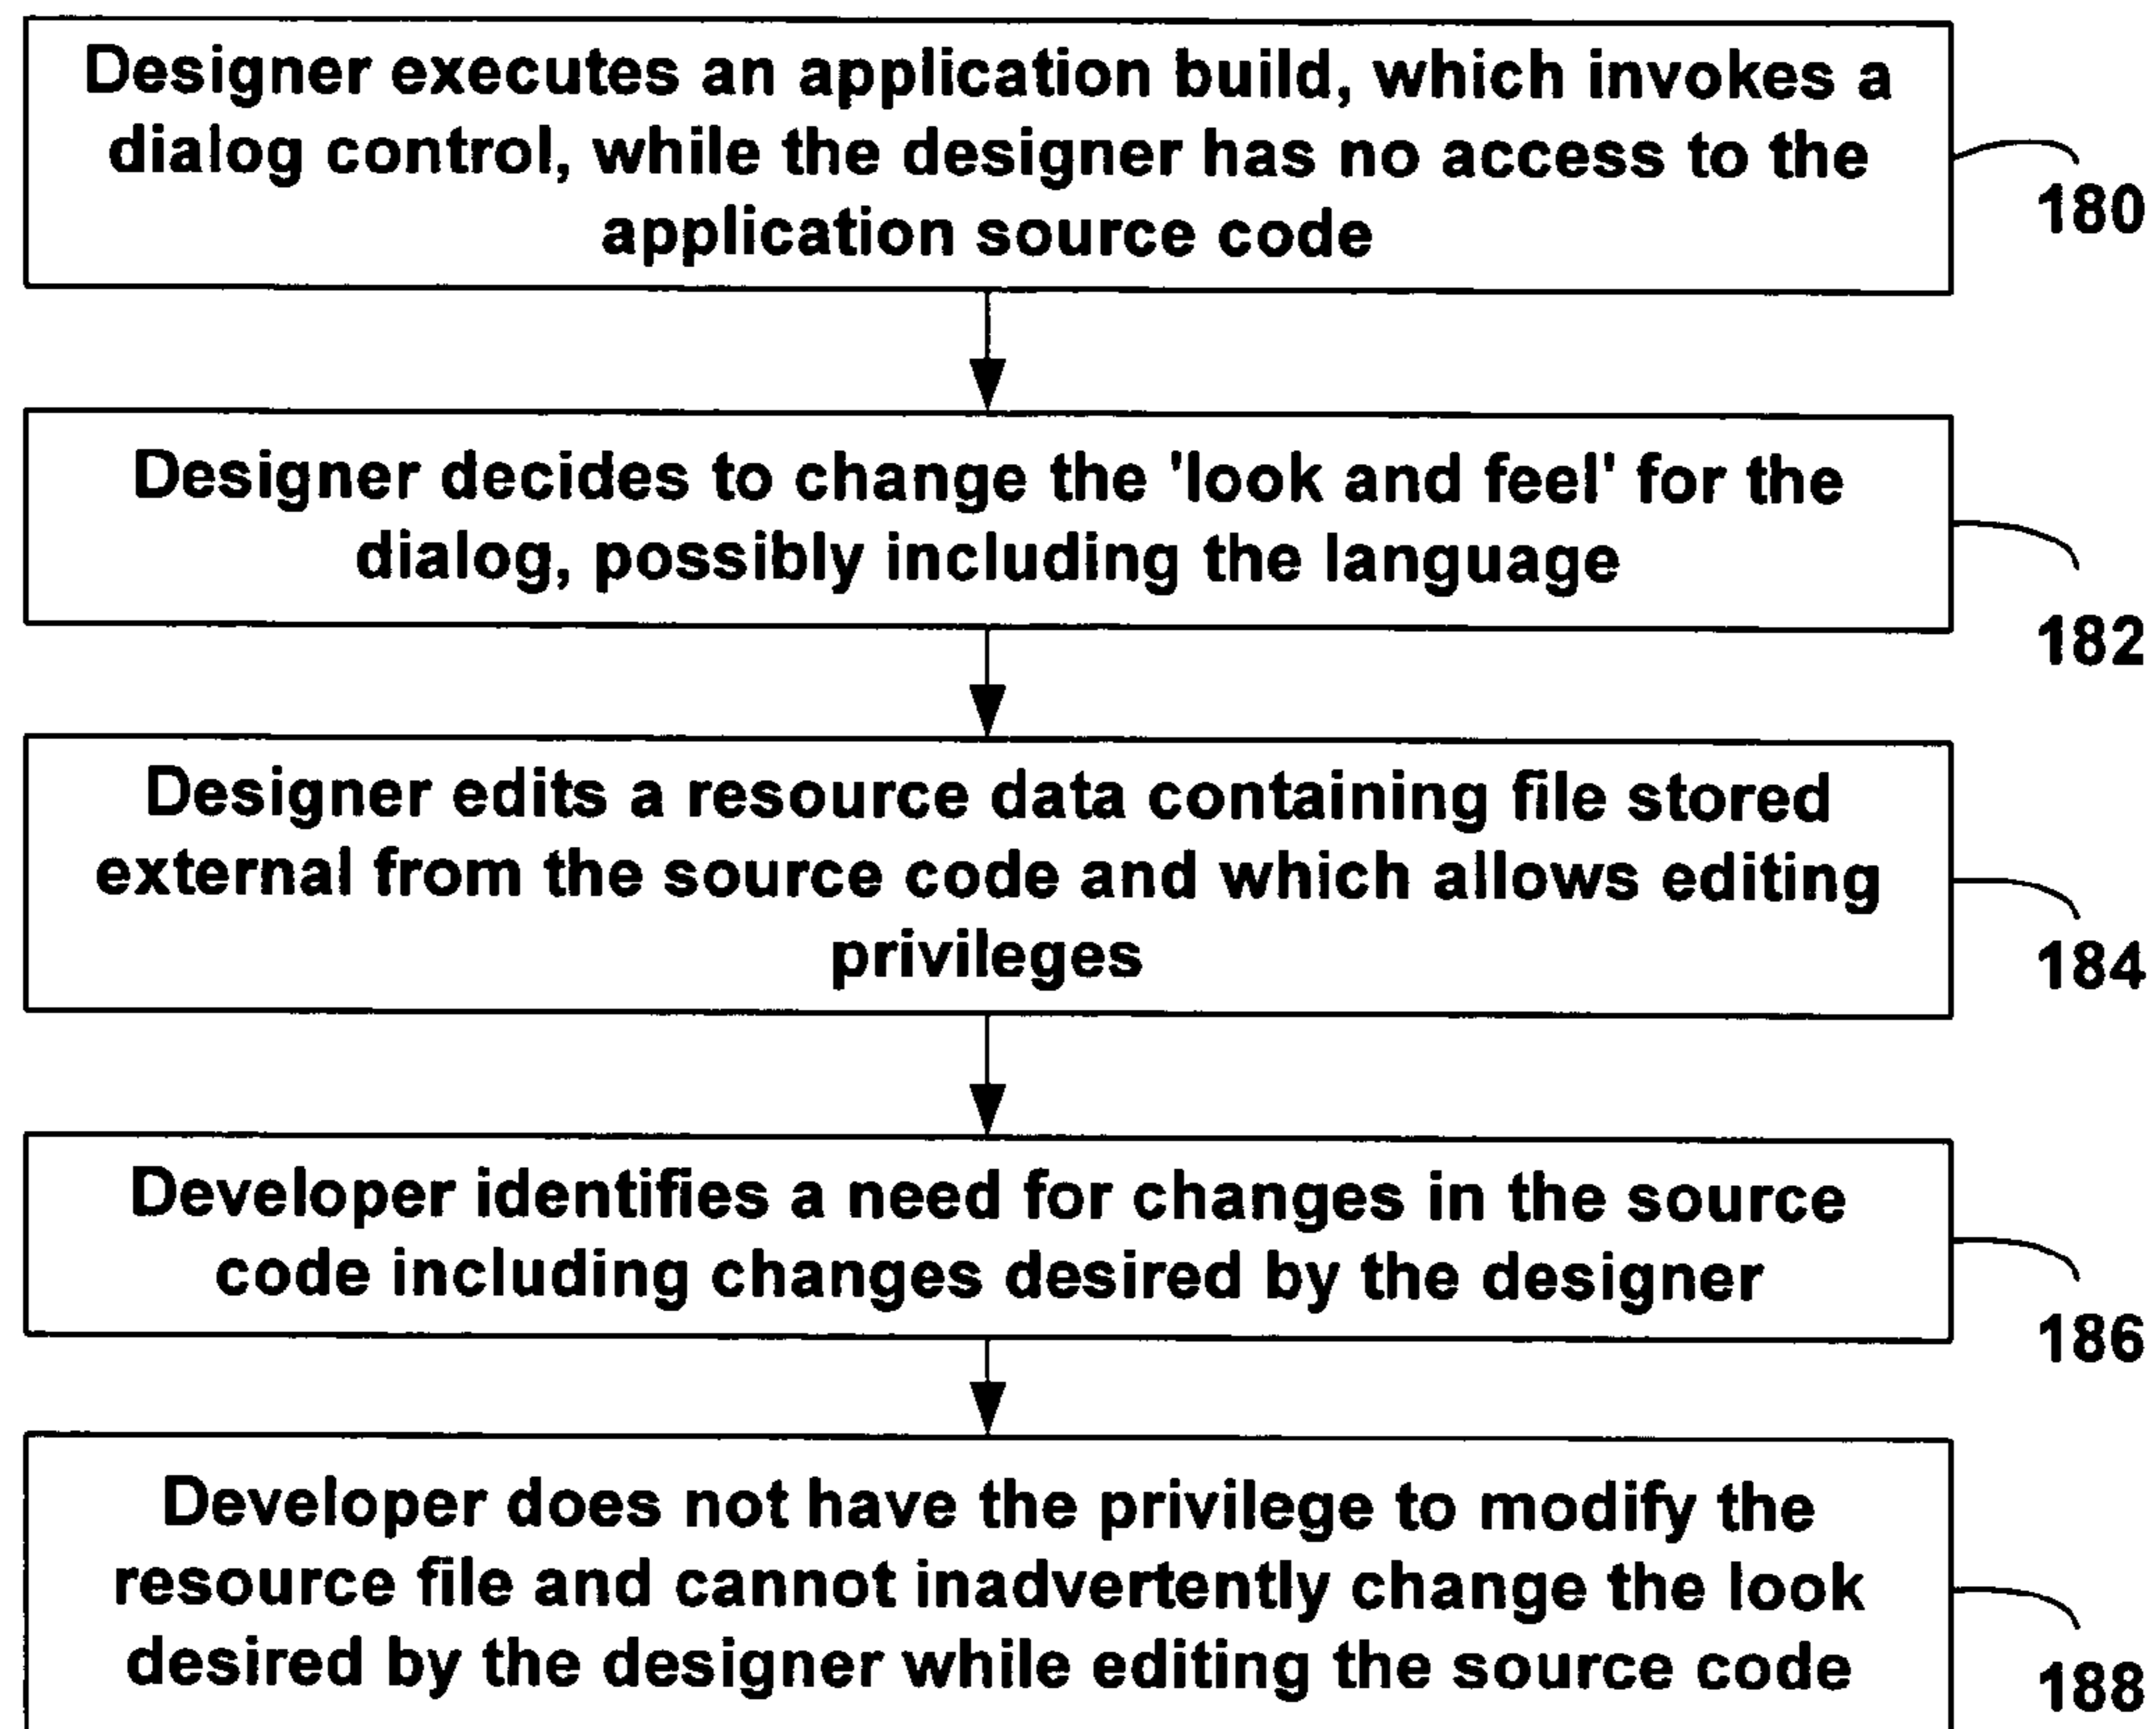 Designer executes an application build, which invokes a
dialog control, while the designer has no access to the
application source code
180
Designer decides to change the 'look and feel' for the
dialog, possibly including the language
182
Designer edits a resource data containing file stored
external from the source code and which allows editing
privileges
184
Developer identifies a need for changes in the source
code including changes desired by the designer
186
Developer does not have the privilege to modify the
resource file and cannot inadvertently change the look
desired by the designer while editing the source code
188